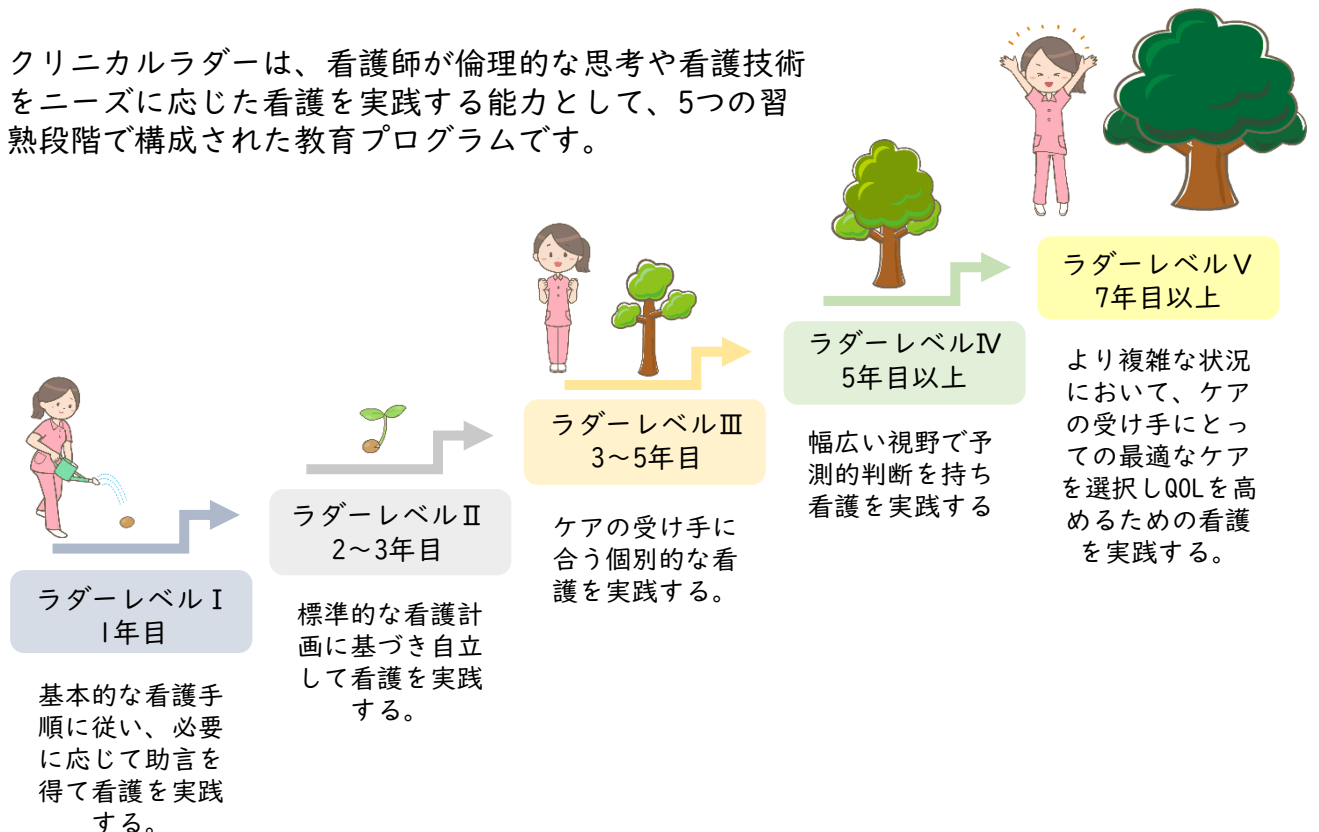 クリニカルラダーは、看護師が倫理的な思考や看護技術
をニーズに応じた看護を実践する能力として、5つの習
熟段階で構成された教育プログラムです。
ラダーレベルⅠ
1年目
基本的な看護手
順に従い、必要
に応じて助言を
得て看護を実践
する。
ラダーレベルⅡ
2～3年目
標準的な看護計
画に基づき自立
して看護を実践
する。
ラダーレベルⅢ
3～5年目
ケアの受け手に
合う個別的な看
護を実践する。
ラダーレベルⅣ
5年目以上
幅広い視野で予
測的判断を持ち
看護を実践する
ラダーレベルⅤ
7年目以上
より複雑な状況
において、ケア
の受け手にとっ
ての最適なケア
を選択しQOLを高
めるための看護
を実践する。